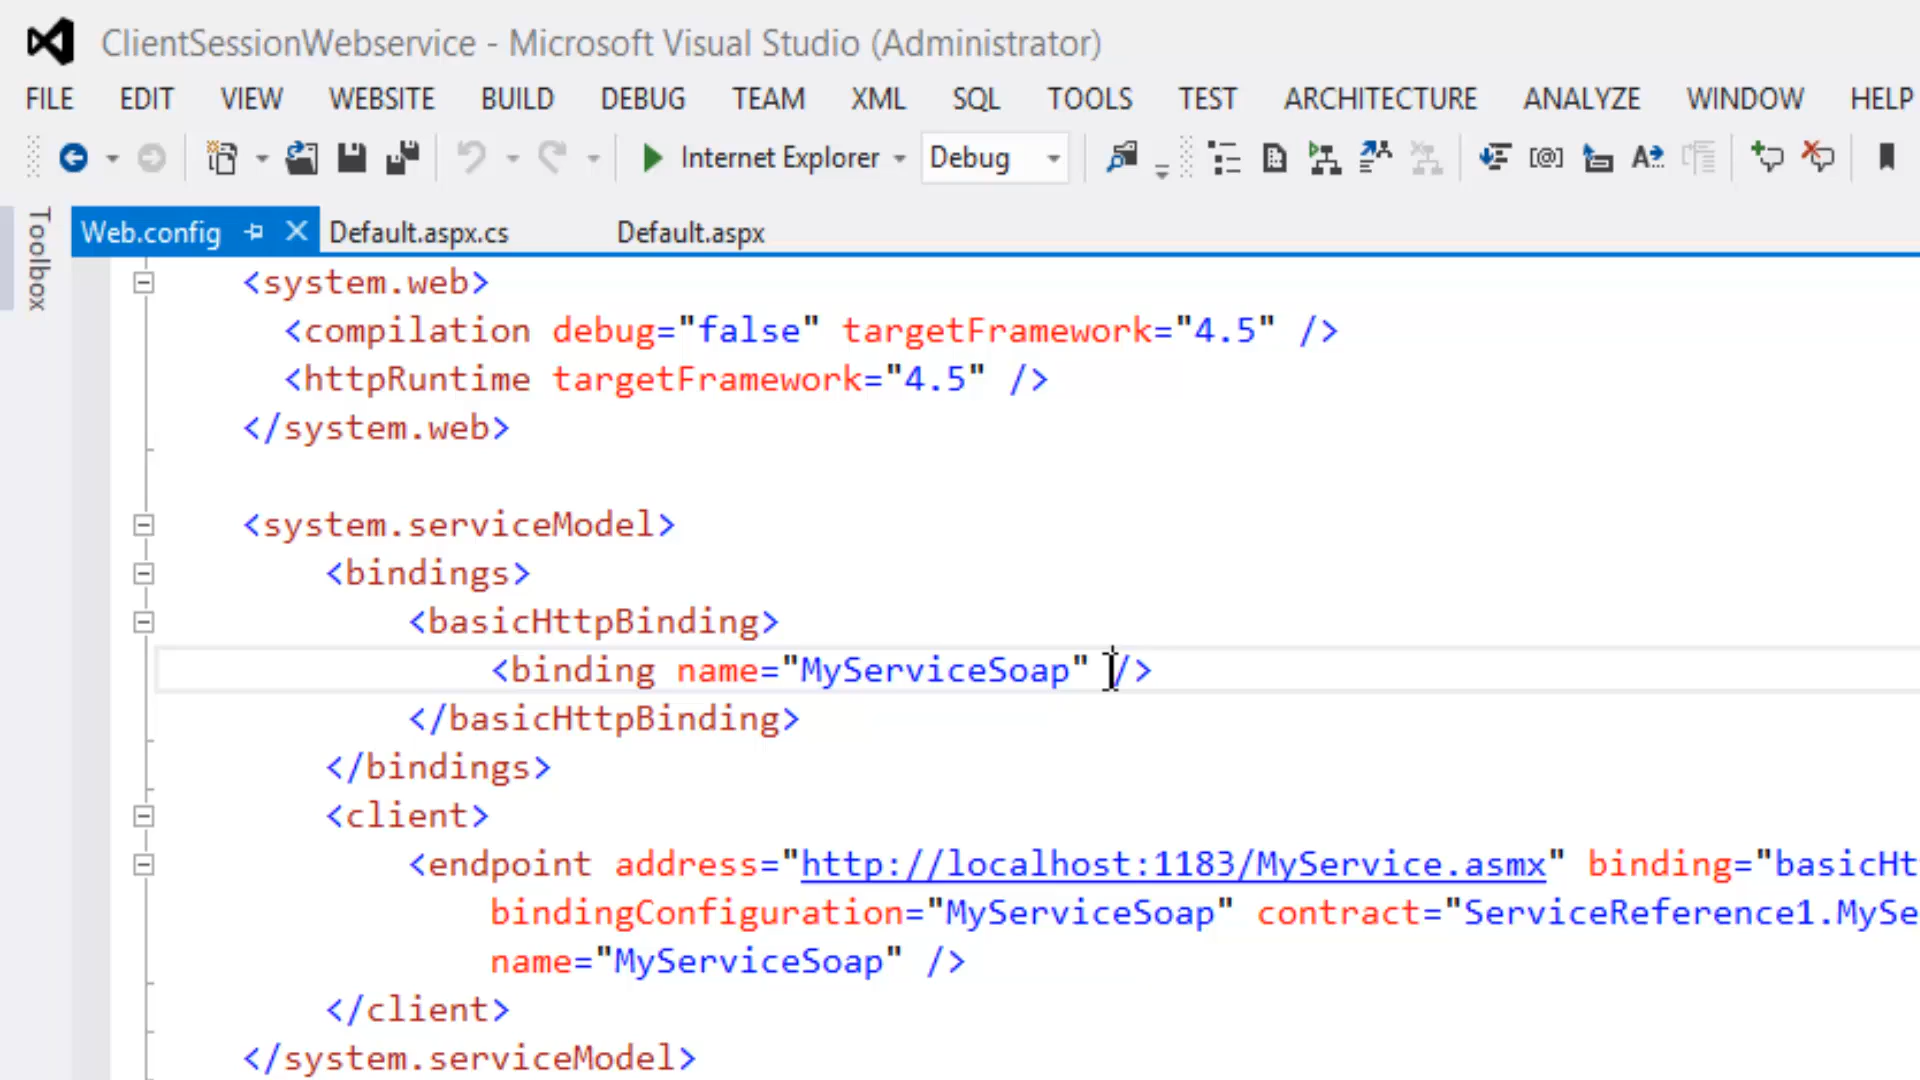 ClientSessionWebservice - Microsoft Visual Studio (Administrator)
FILE EDIT VIEW WEBSITE BUILD DEBUG TEAM XML SQL TOOLS TEST ARCHITECTURE ANALYZE WINDOW HELP
Internet Explorer Debug
Toolbox
Web.config Default.aspx.cs Default.aspx
<system.web>
<compilation debug="false" targetFramework="4.5" />
<httpRuntime targetFramework="4.5" />
</system.web>
<system.serviceModel>
<bindings>
<basicHttpBinding>
<binding name="MyServiceSoap" />
</basicHttpBinding>
</bindings>
<client>
<endpoint address="http://localhost:1183/MyService.asmx" binding="basicHt
bindingConfiguration="MyServiceSoap" contract="ServiceReference1.MySe
name="MyServiceSoap" />
</client>
</system.serviceModel>